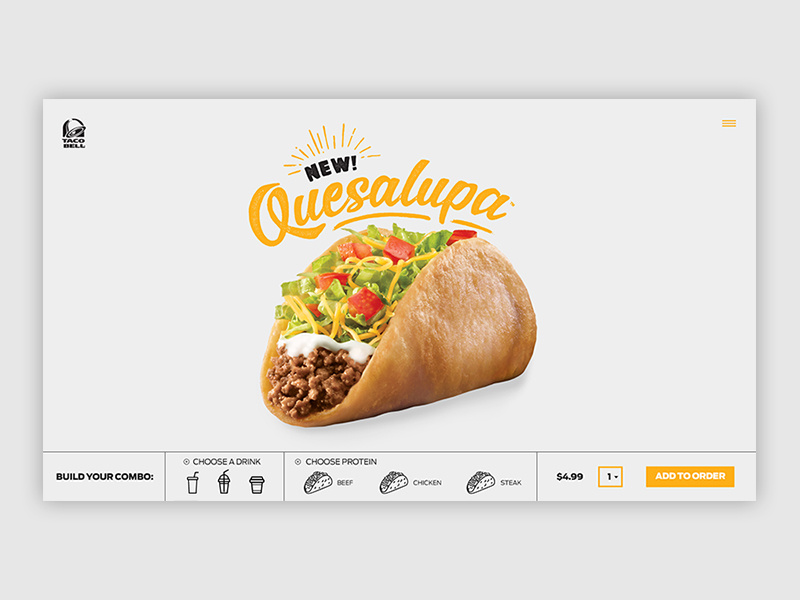 TACO
BELL
NEW!
Quesalupa
BUILD YOUR COMBO:
CHOOSE A DRINK
CHOOSE PROTEIN
BEEF
CHICKEN
STEAK
$4.99
1
ADD TO ORDER